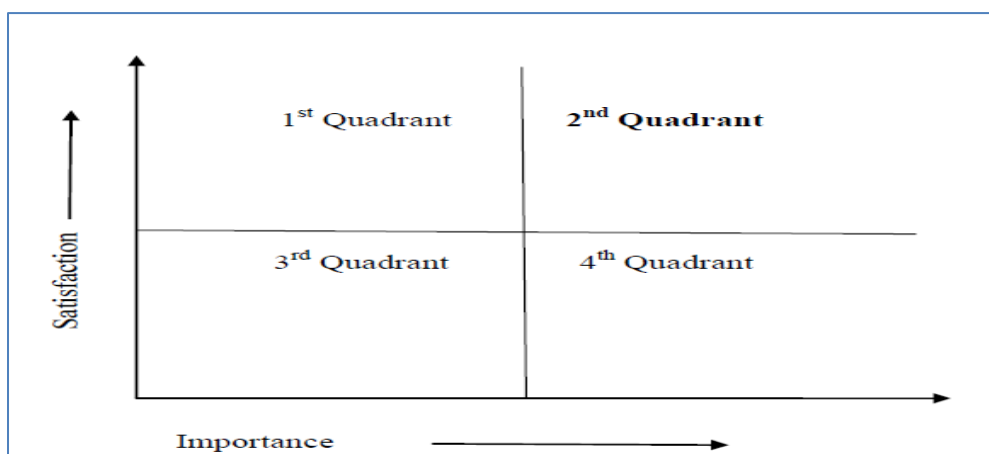 1st Quadrant
2nd Quadrant
Satisfaction
3rd Quadrant
4th Quadrant
Importance